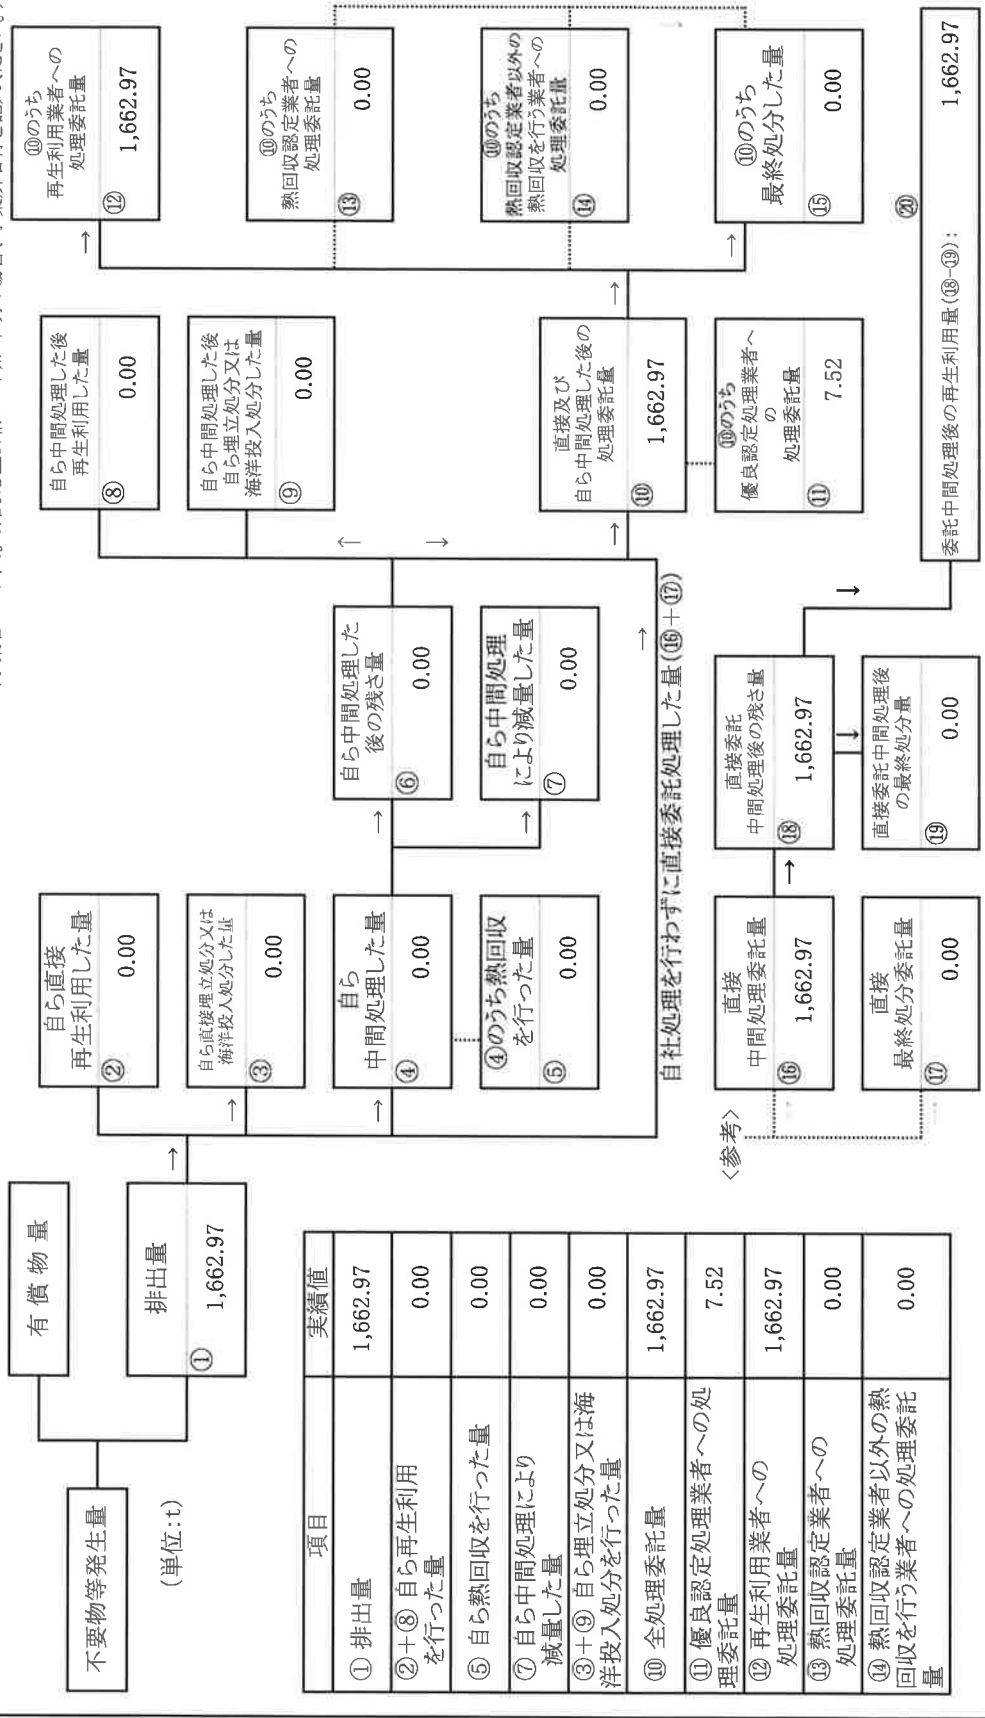 不要物等発生量
(単位:t)
有 償 物 量
排出量
① 1,662.97
→
自ら直接
再生利用した量
② 0.00
→
自ら直接埋立処分又は
海洋投入処分した量
③ 0.00
→
自ら
中間処理した量
④ 0.00
④のうち熱回収
を行った量
⑤ 0.00
→
自ら中間処理した
後の残さ量
⑥ 0.00
→
自ら中間処理
により減量した量
⑦ 0.00
自ら中間処理した後
再生利用した量
⑧ 0.00
自ら中間処理した後
自ら埋立処分又は
海洋投入処分した量
⑨ 0.00
↑
↓
自社処理を行わずに直接委託処理した量(⑯+⑰)
→
→
直接及び
自ら中間処理した後の
処理委託量
⑩ 1,662.97
⑩のうち
優良認定処理業者へ
の
処理委託量
⑪ 7.52
→
→
⑩のうち
再生利用業者への
処理委託量
⑫ 1,662.97
⑩のうち
熱回収認定業者への
処理委託量
⑬ 0.00
⑩のうち
熱回収認定業者以外の
熱回収を行う業者への
処理委託量
⑭ 0.00
→
⑩のうち
最終処分した量
⑮ 0.00
項目 実績値
① 排出量 1,662.97
②+⑧ 自ら再生利用
を行った量 0.00
⑤ 自ら熱回収を行った量 0.00
⑦ 自ら中間処理により
減量した量 0.00
③+⑨ 自ら埋立処分又は海
洋投入処分を行った量 0.00
⑩ 全処理委託量 1,662.97
⑪ 優良認定処理業者への処
理委託量 7.52
⑫ 再生利用業者への
処理委託量 1,662.97
⑬ 熱回収認定業者への
処理委託量 0.00
⑭ 熱回収認定業者以外の熱
回収を行う業者への処理委託
量 0.00
<参考>
直接
中間処理委託量
⑯ 1,662.97
直接
最終処分委託量
⑰ 0.00
→
直接委託
中間処理後の残さ量
⑱ 1,662.97
↓
直接委託中間処理後
の最終処分量
⑲ 0.00
↓
⑳
委託中間処理後の再生利用量(⑱-⑲): 1,662.97